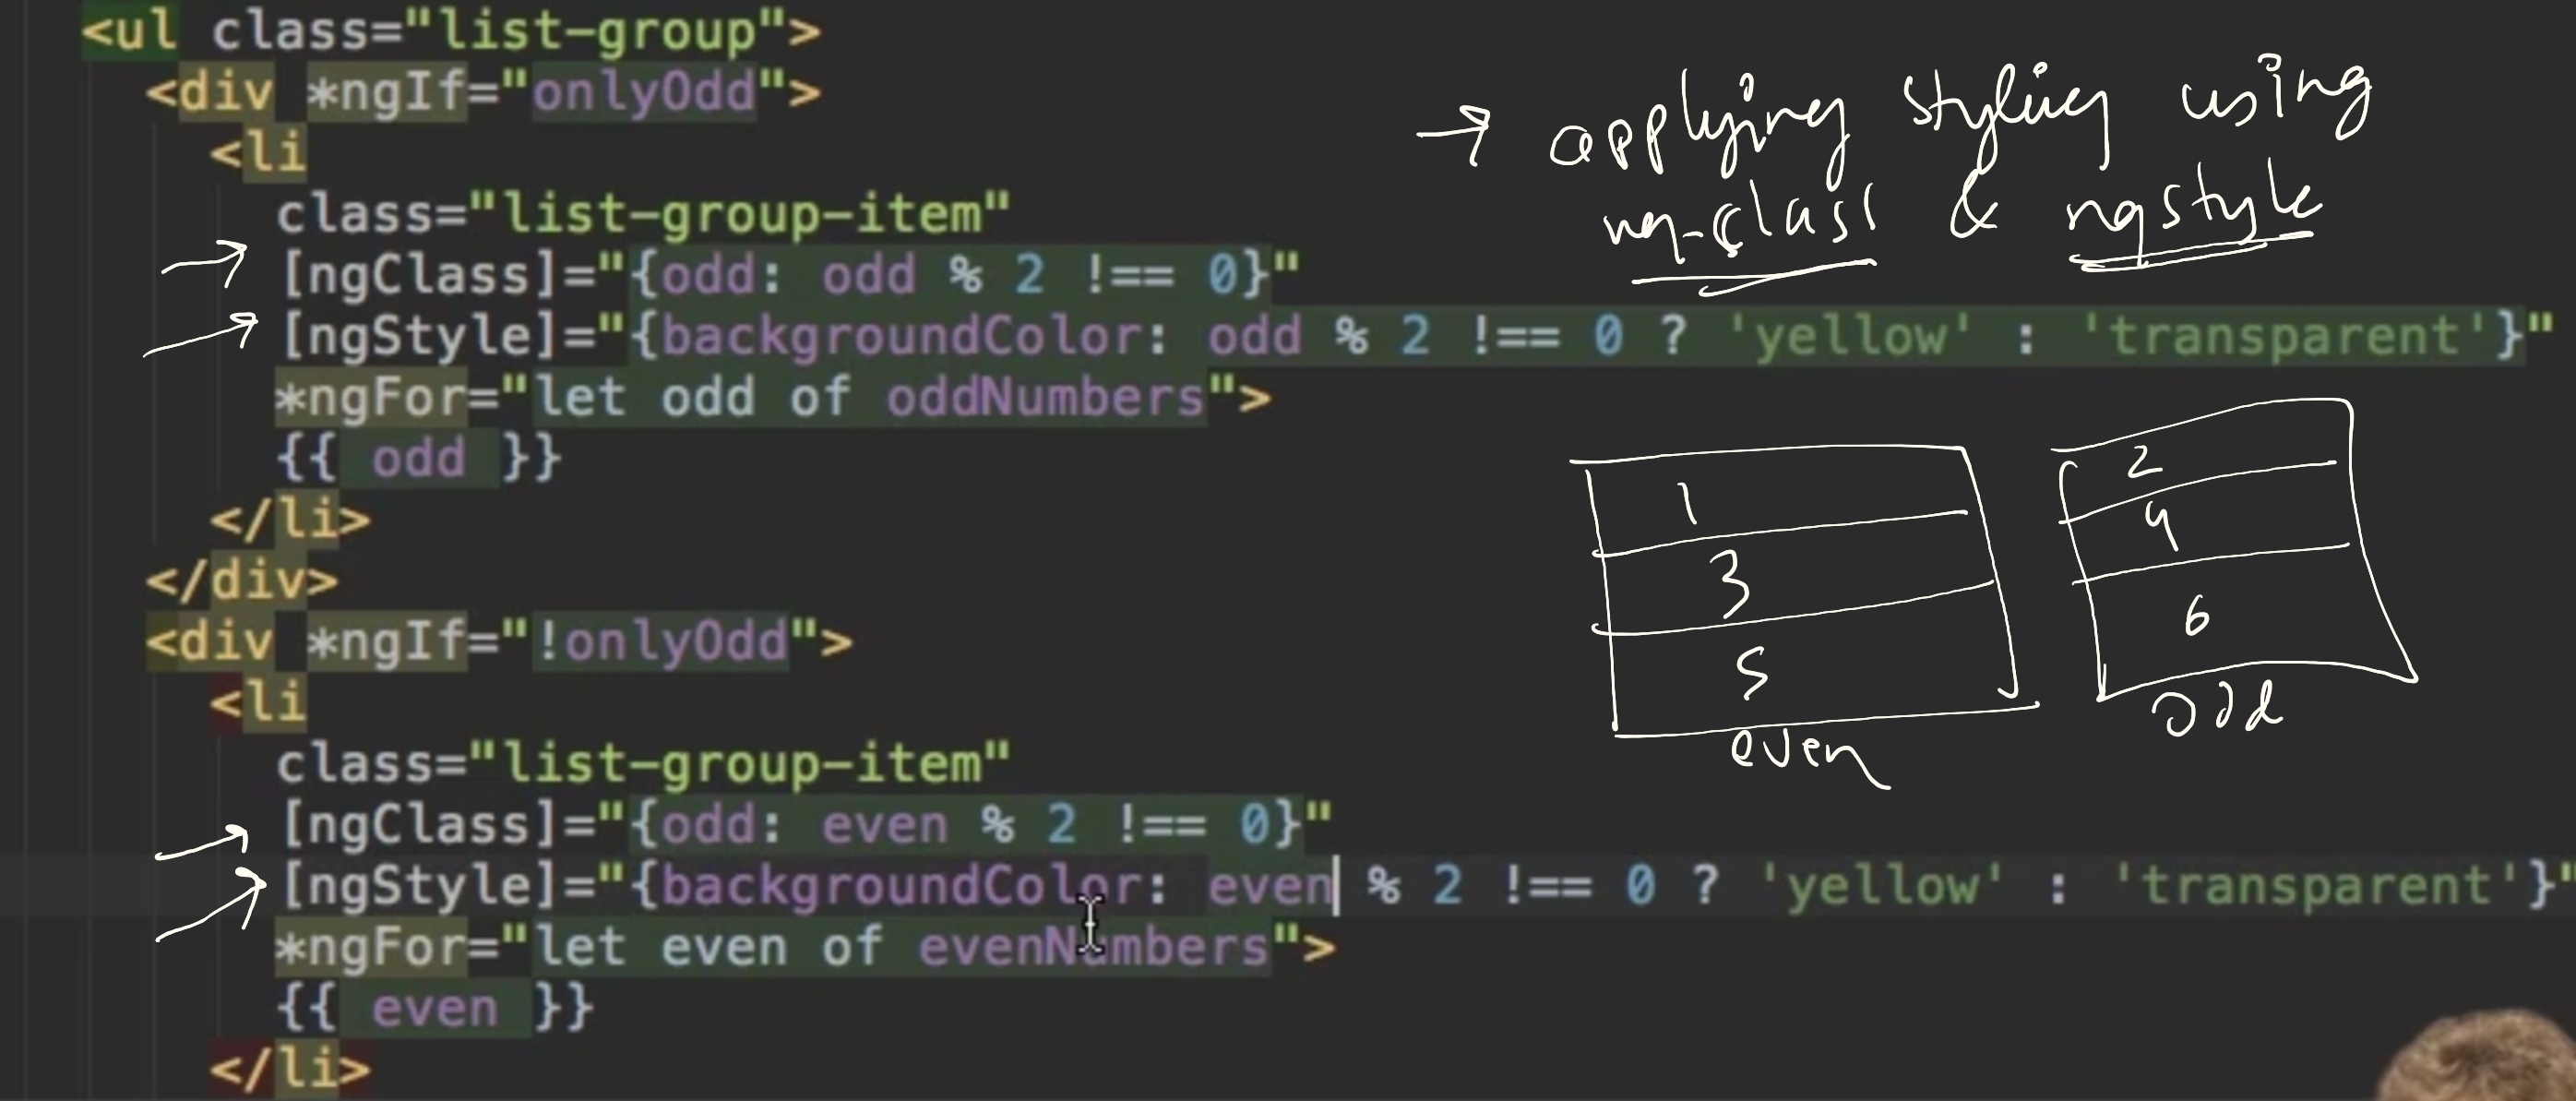 <ul class="list-group">
<div *ngIf="onlyOdd">
<li
class="list-group-item"
[ngClass]="{odd: odd % 2 !== 0}"
[ngStyle]="{backgroundColor: odd % 2 !== 0 ? 'yellow' : 'transparent'}"
*ngFor="let odd of oddNumbers">
{{ odd }}
</li>
</div>
<div *ngIf="!onlyOdd">
<li
class="list-group-item"
[ngClass]="{odd: even % 2 !== 0}"
[ngStyle]="{backgroundColor: even % 2 !== 0 ? 'yellow' : 'transparent'}"
*ngFor="let even of evenNumbers">
{{ even }}
</li>
→ applying styling using
ng-class & ngstyle
1
3
5
even
2
4
6
odd